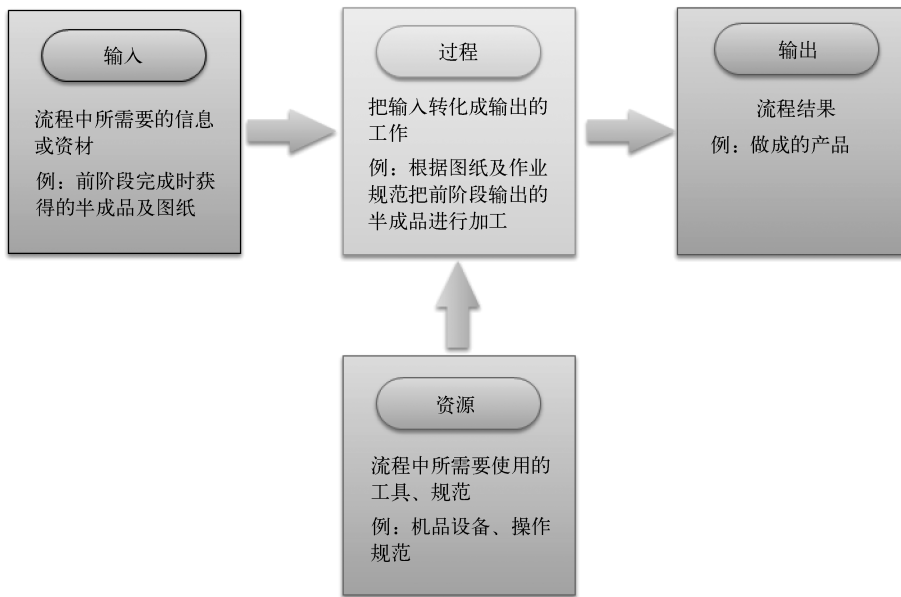 输入
流程中所需要的信息
或资材
例：前阶段完成时获
得的半成品及图纸
过程
把输入转化成输出的
工作
例：根据图纸及作业
规范把前阶段输出的
半成品进行加工
输出
流程结果
例：做成的产品
资源
流程中所需要使用的
工具、规范
例：机品设备、操作
规范